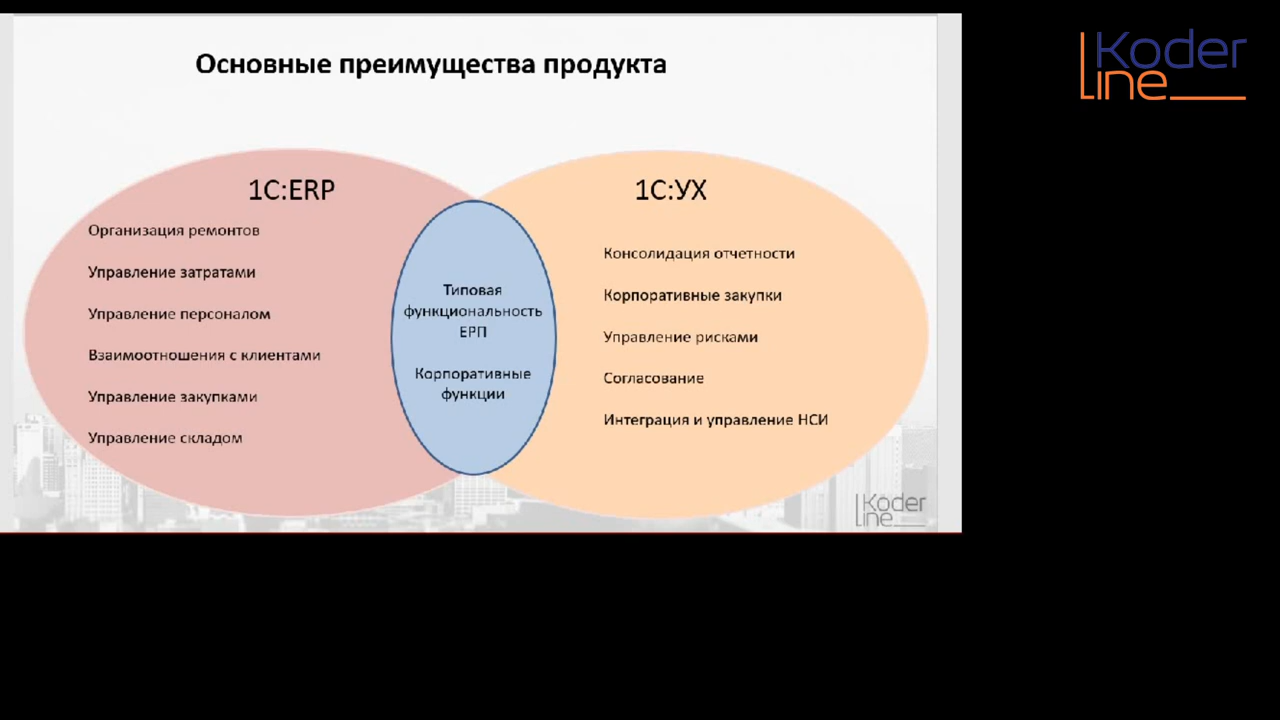 Основные преимущества продукта
Koder
line
1С:ERP
Организация ремонтов
Управление затратами
Управление персоналом
Взаимоотношения с клиентами
Управление закупками
Управление складом
Типовая
функциональность
ЕРП
Корпоративные
функции
1С:УХ
Консолидация отчетности
Корпоративные закупки
Управление рисками
Согласование
Интеграция и управление НСИ
Koder
line